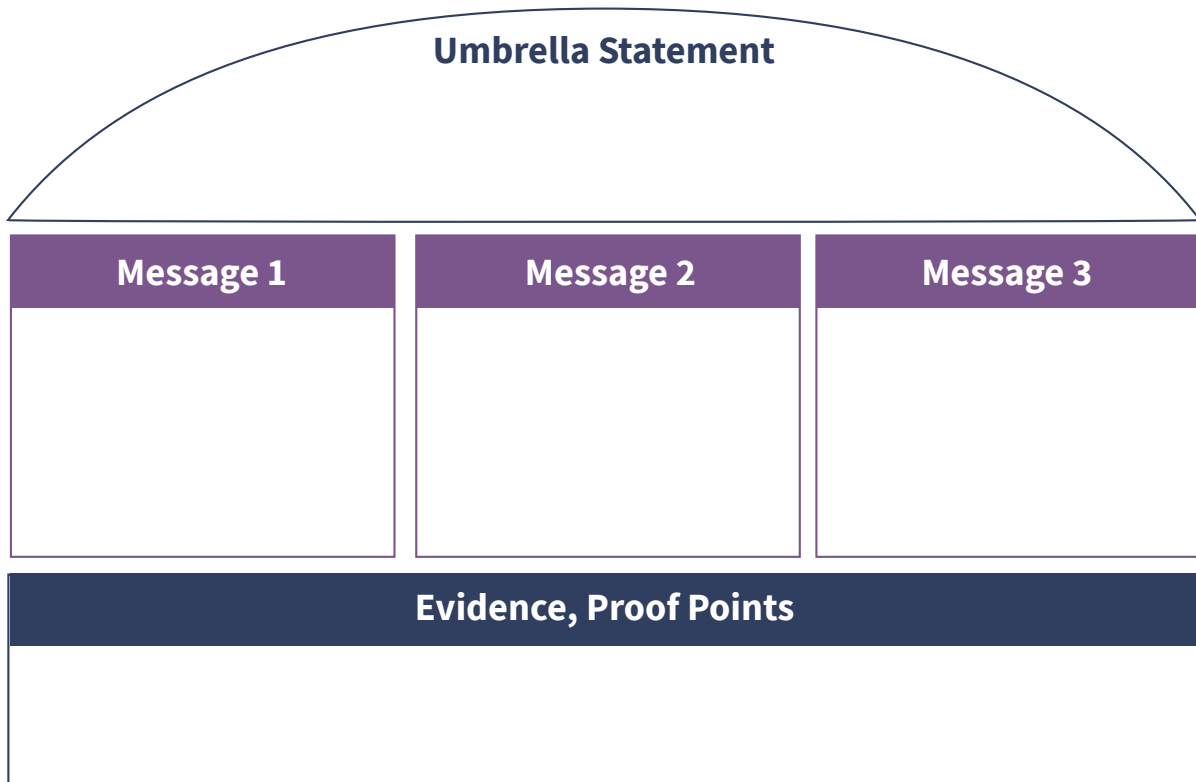 Umbrella Statement
Message 1
Message 2
Message 3
Evidence, Proof Points